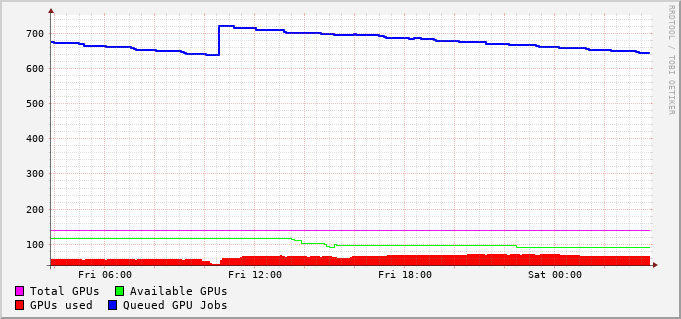 700
600
500
400
300
200
100
Fri 06:00 Fri 12:00 Fri 18:00 Sat 00:00
Total GPUs Available GPUs
GPUs used Queued GPU Jobs
RRDTOOL / TOBI OETIKER